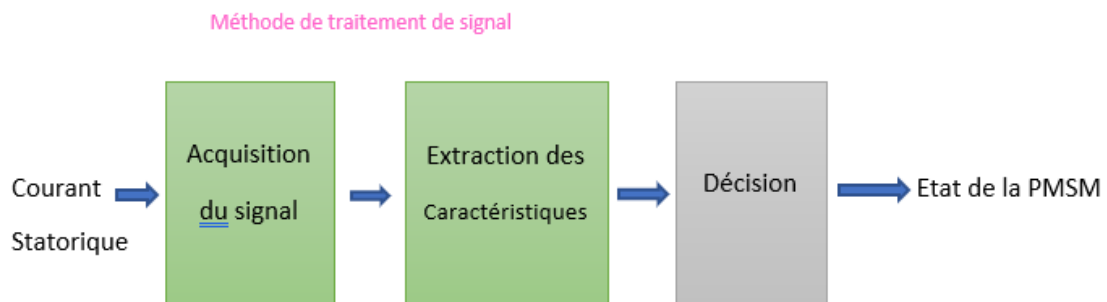 Méthode de traitement de signal
Courant
Statorique
Acquisition
du signal
Extraction des
Caractéristiques
Décision
Etat de la PMSM